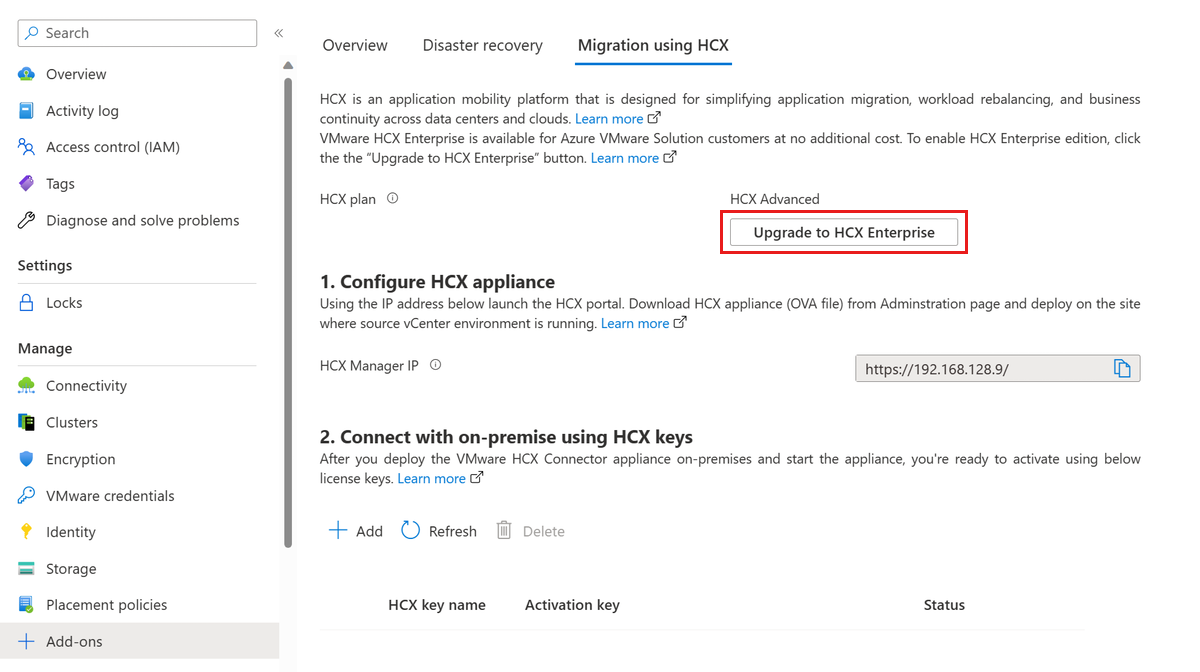 Search
«
Overview
Activity log
Access control (IAM)
Tags
Diagnose and solve problems
Settings
Locks
Manage
Connectivity
Clusters
Encryption
VMware credentials
Identity
Storage
Placement policies
Add-ons
Overview Disaster recovery Migration using HCX
HCX is an application mobility platform that is designed for simplifying application migration, workload rebalancing, and business
continuity across data centers and clouds. Learn more
VMware HCX Enterprise is available for Azure VMware Solution customers at no additional cost. To enable HCX Enterprise edition, click
the the “Upgrade to HCX Enterprise” button. Learn more
HCX plan HCX Advanced
Upgrade to HCX Enterprise
1. Configure HCX appliance
Using the IP address below launch the HCX portal. Download HCX appliance (OVA file) from Adminstration page and deploy on the site
where source vCenter environment is running. Learn more
HCX Manager IP https://192.168.128.9/
2. Connect with on-premise using HCX keys
After you deploy the VMware HCX Connector appliance on-premises and start the appliance, you're ready to activate using below
license keys. Learn more
Add Refresh Delete
HCX key name Activation key Status